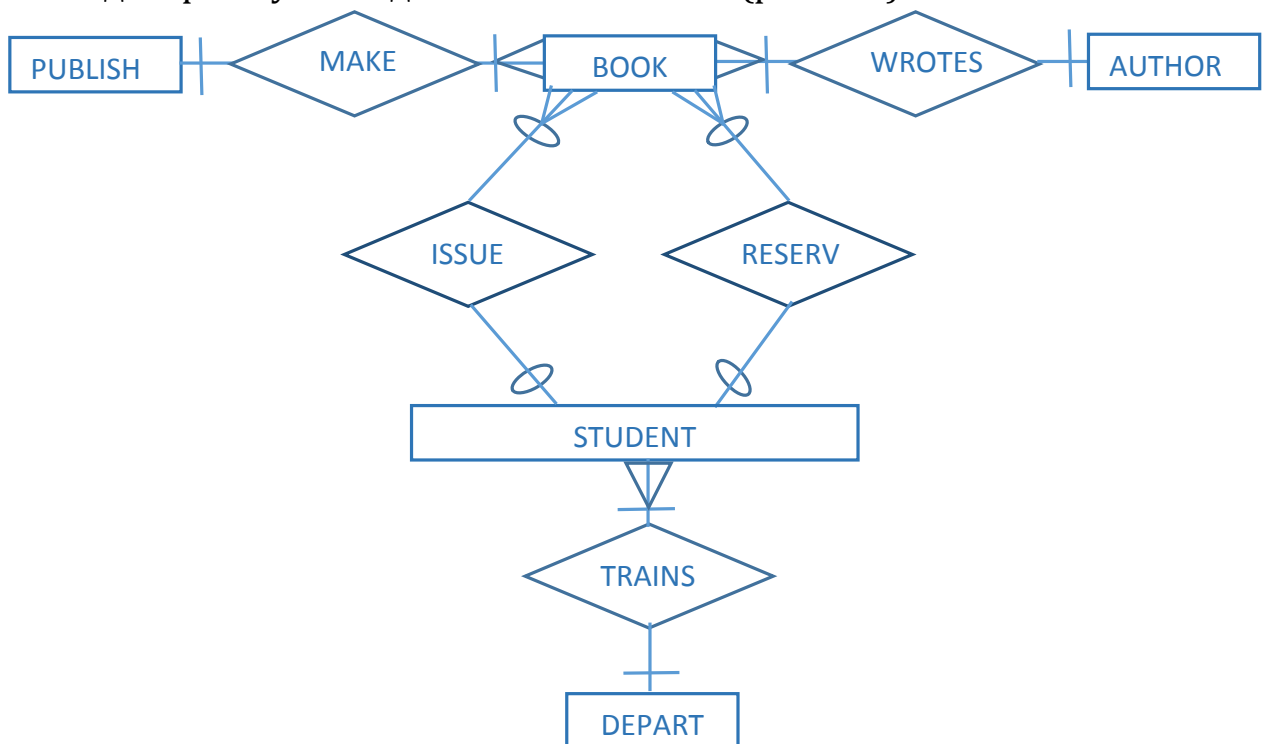 PUBLISH
MAKE
BOOK
WROTES
AUTHOR
ISSUE
RESERV
STUDENT
TRAINS
DEPART